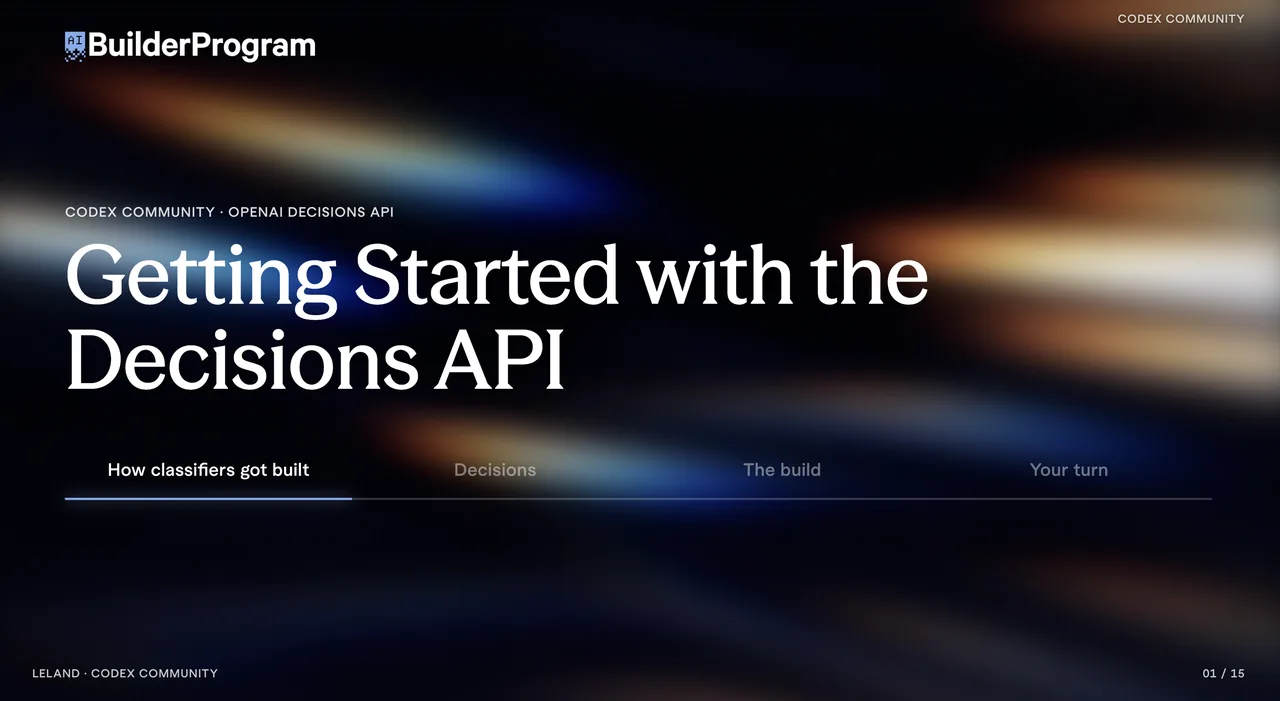 CODEX COMMUNITY
AI BuilderProgram
CODEX COMMUNITY · OPENAI DECISIONS API
Getting Started with the
Decisions API
How classifiers got built
Decisions
The build
Your turn
LELAND · CODEX COMMUNITY
01 / 15